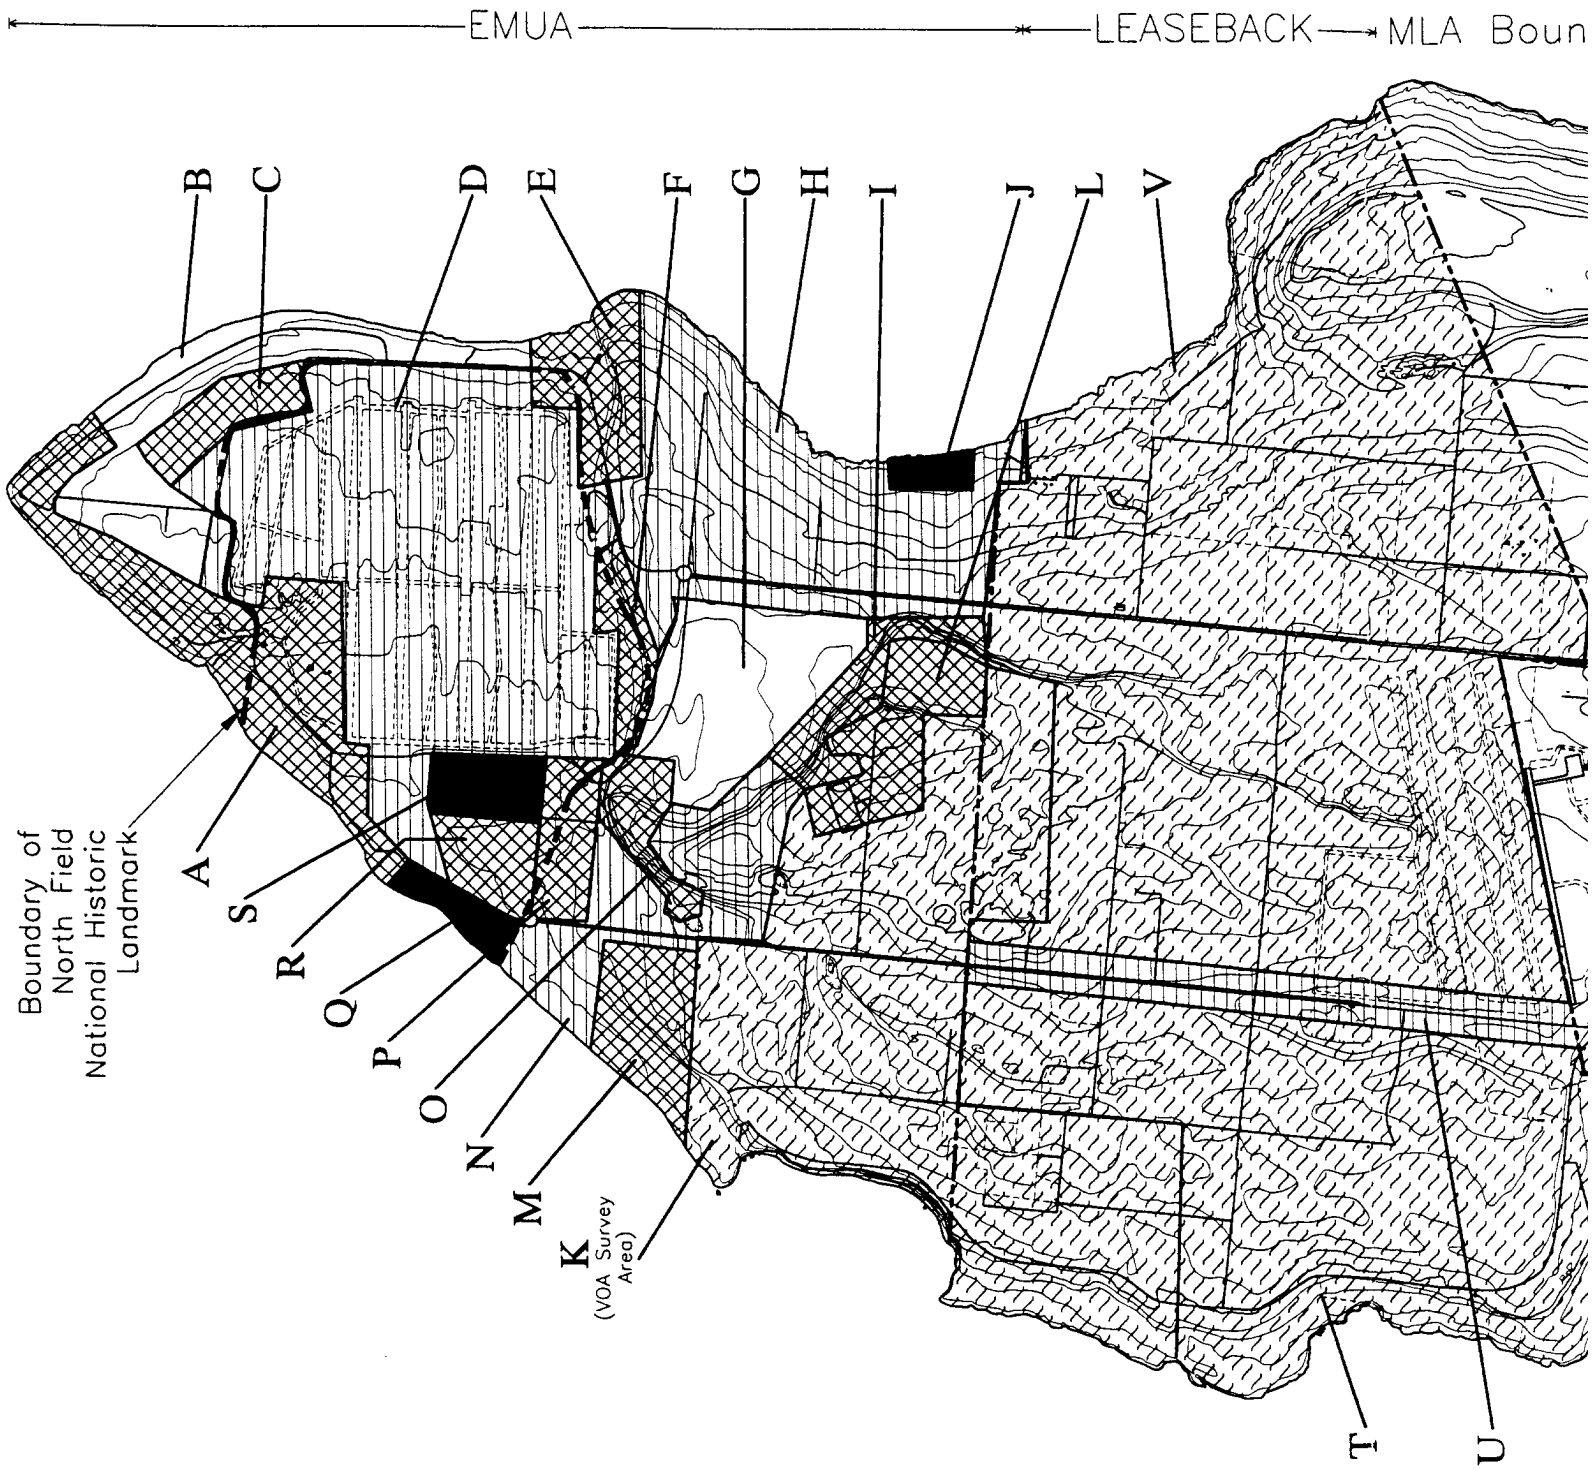 EMUA
LEASEBACK
MLA Boun
B
C
D
E
F
G
H
I
J
L
V
Boundary of
North Field
National Historic
Landmark
A
S
R
Q
P
O
N
M
K
(VOA Survey
Area)
T
U